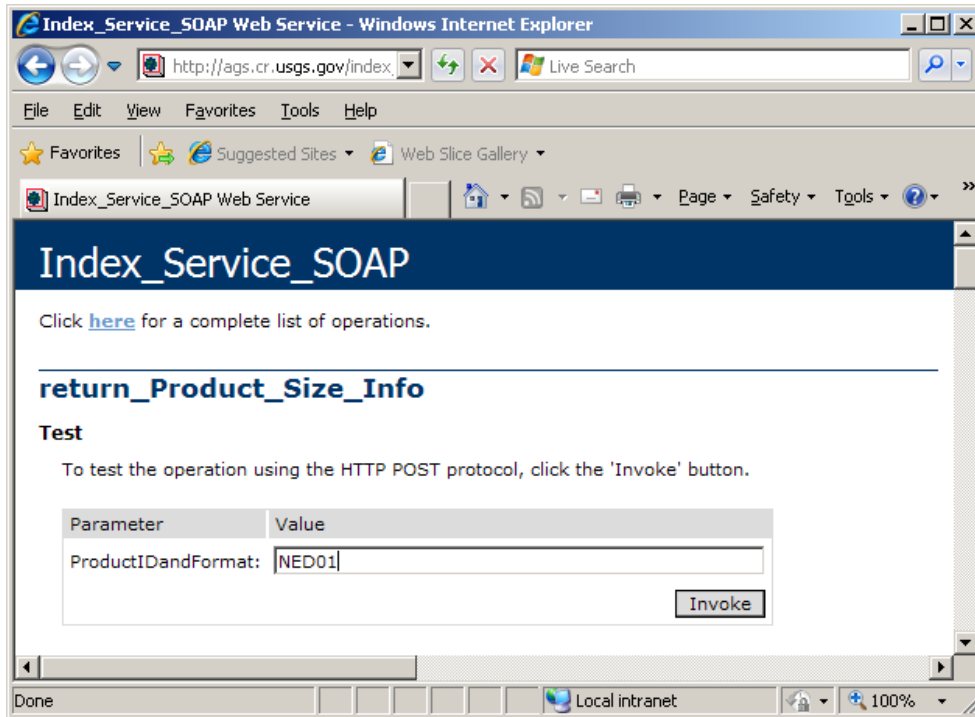 Index_Service_SOAP Web Service - Windows Internet Explorer
http://ags.cr.usgs.gov/index_
Live Search
File Edit View Favorites Tools Help
Favorites Suggested Sites Web Slice Gallery
Index_Service_SOAP Web Service Page Safety Tools »
Index_Service_SOAP
Click here for a complete list of operations.
return_Product_Size_Info
Test
To test the operation using the HTTP POST protocol, click the 'Invoke' button.
Parameter Value
ProductIDandFormat: NED01
Invoke
Done Local intranet 100%